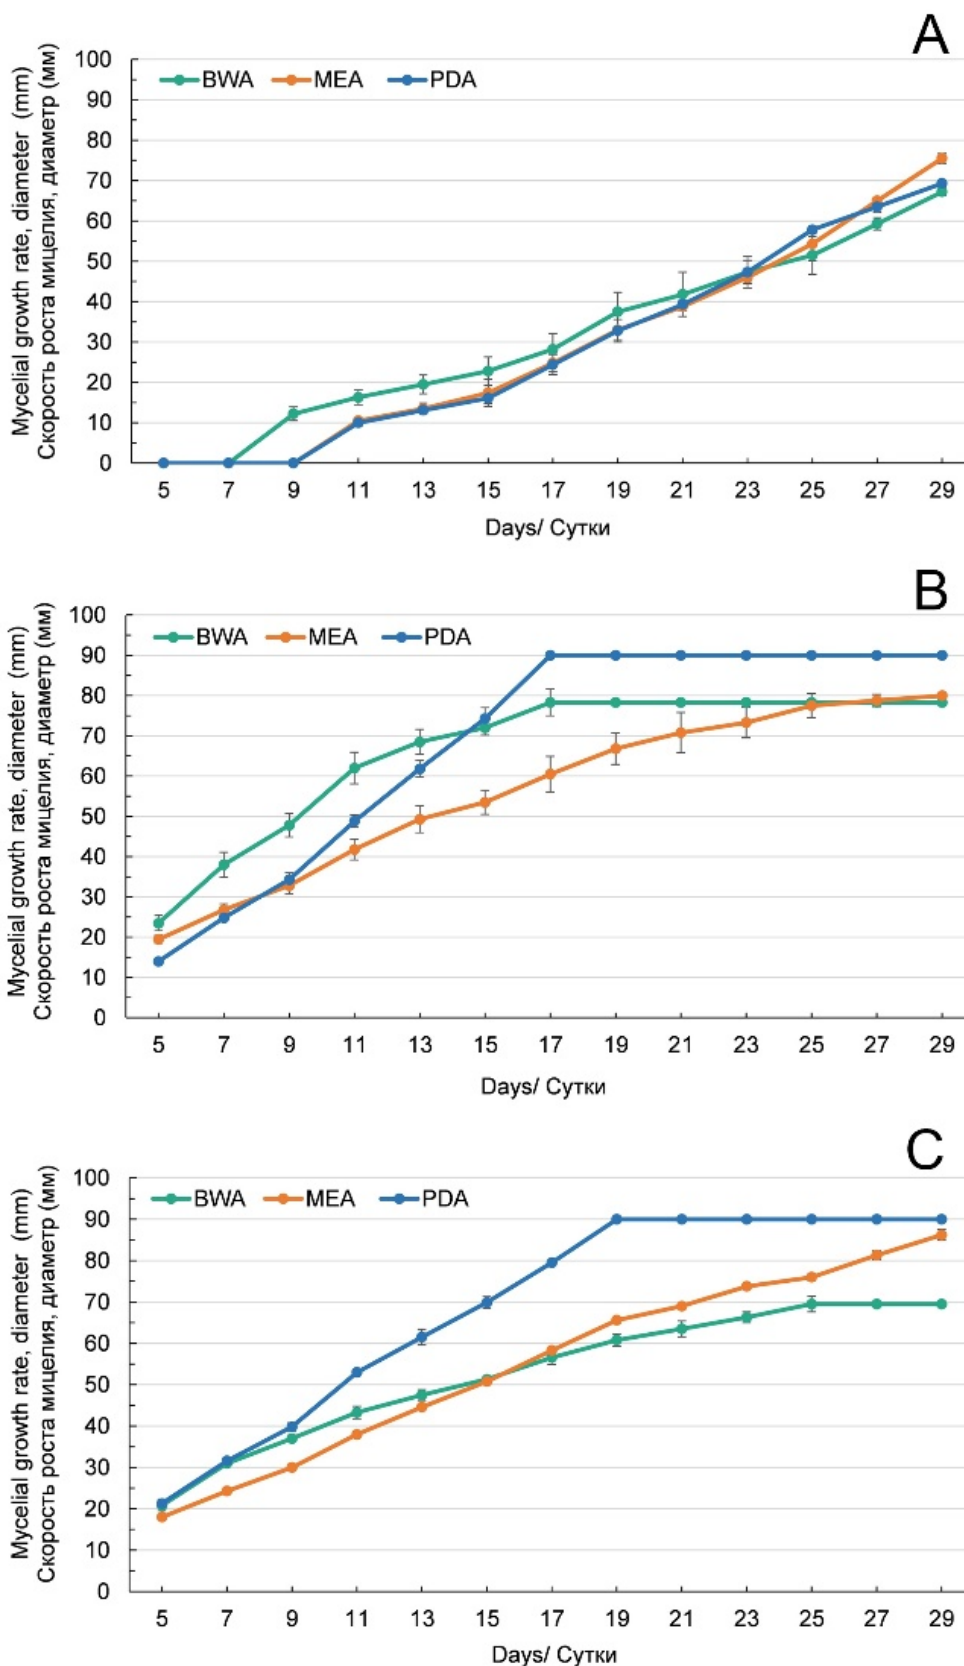 A
Mycelial growth rate, diameter (mm)
Скорость роста мицелия, диаметр (мм)
BWA MEA PDA
100
90
80
70
60
50
40
30
20
10
0
5 7 9 11 13 15 17 19 21 23 25 27 29
Days/ Сутки
B
Mycelial growth rate, diameter (mm)
Скорость роста мицелия, диаметр (мм)
BWA MEA PDA
100
90
80
70
60
50
40
30
20
10
0
5 7 9 11 13 15 17 19 21 23 25 27 29
Days/ Сутки
C
Mycelial growth rate, diameter (mm)
Скорость роста мицелия, диаметр (мм)
BWA MEA PDA
100
90
80
70
60
50
40
30
20
10
0
5 7 9 11 13 15 17 19 21 23 25 27 29
Days/ Сутки